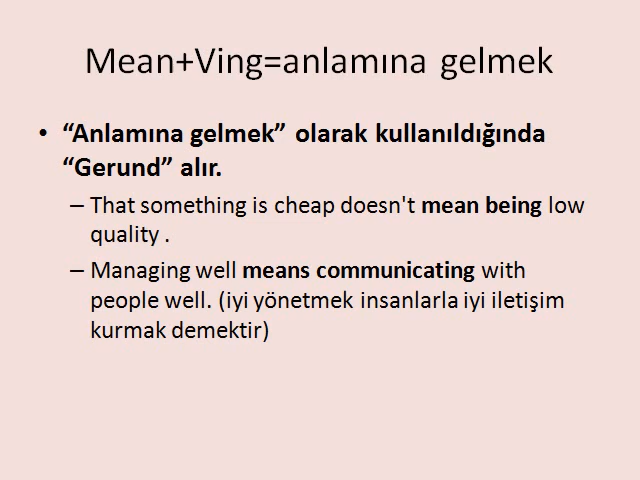 Mean+Ving=anlamına gelmek
• “Anlamına gelmek” olarak kullanıldığında
“Gerund” alır.
– That something is cheap doesn't mean being low
quality .
– Managing well means communicating with
people well. (iyi yönetmek insanlarla iyi iletişim
kurmak demektir)